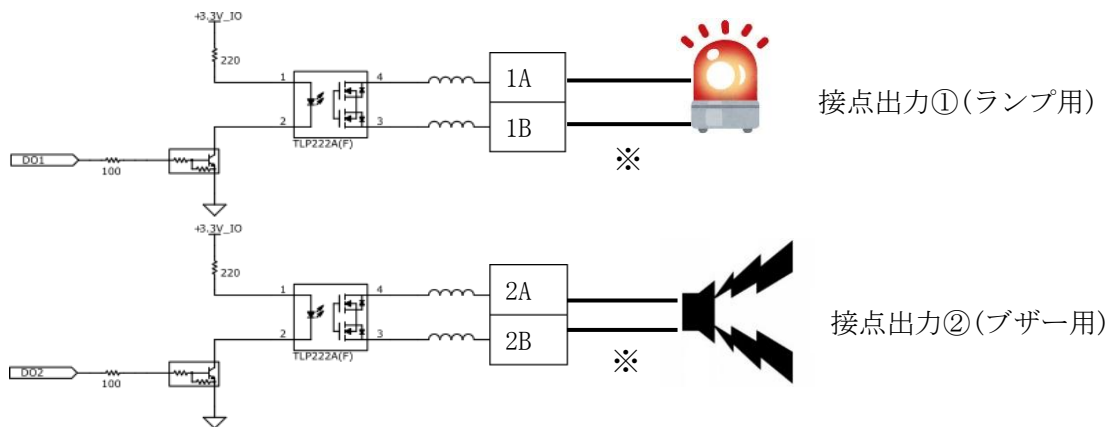 +3.3V_IO
220
1
4
1A
接点出力①(ランプ用)
2
3
1B
TLP222A(F)
※
DO1
100
+3.3V_IO
220
1
4
2A
接点出力②(ブザー用)
2
3
2B
TLP222A(F)
※
DO2
100